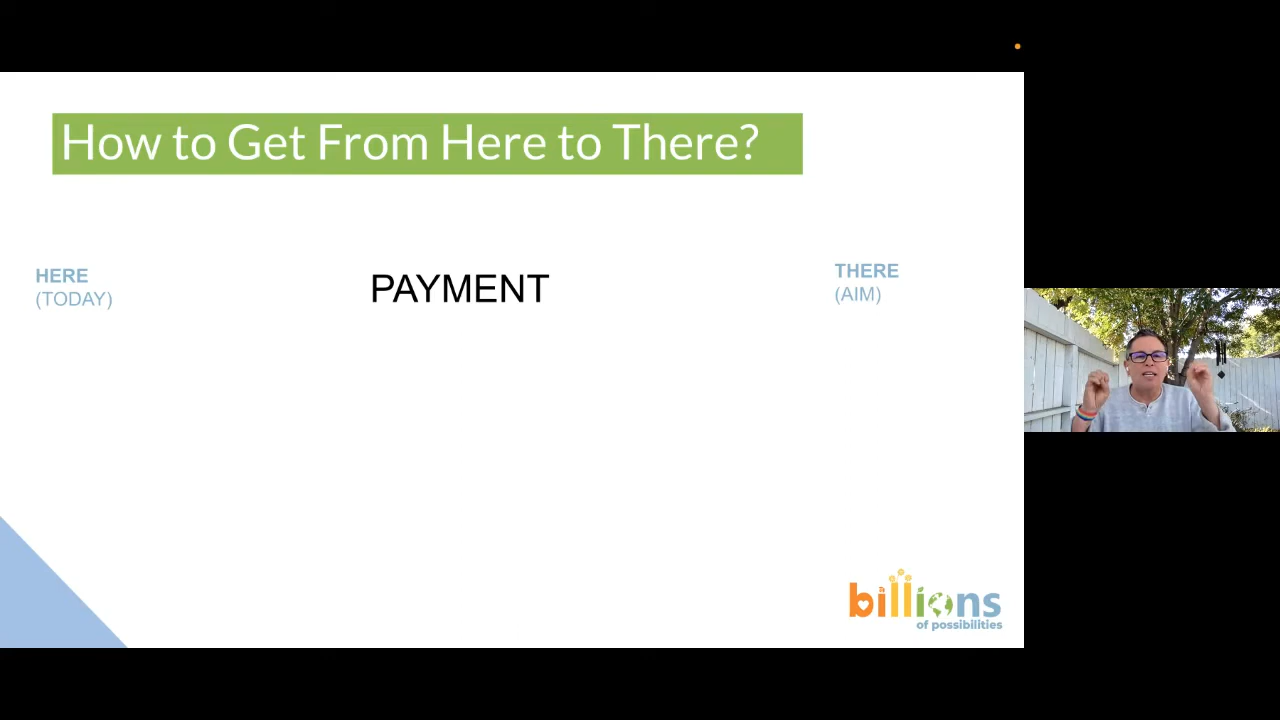 How to Get From Here to There?
HERE
(TODAY)
PAYMENT
THERE
(AIM)
billions
of possibilities